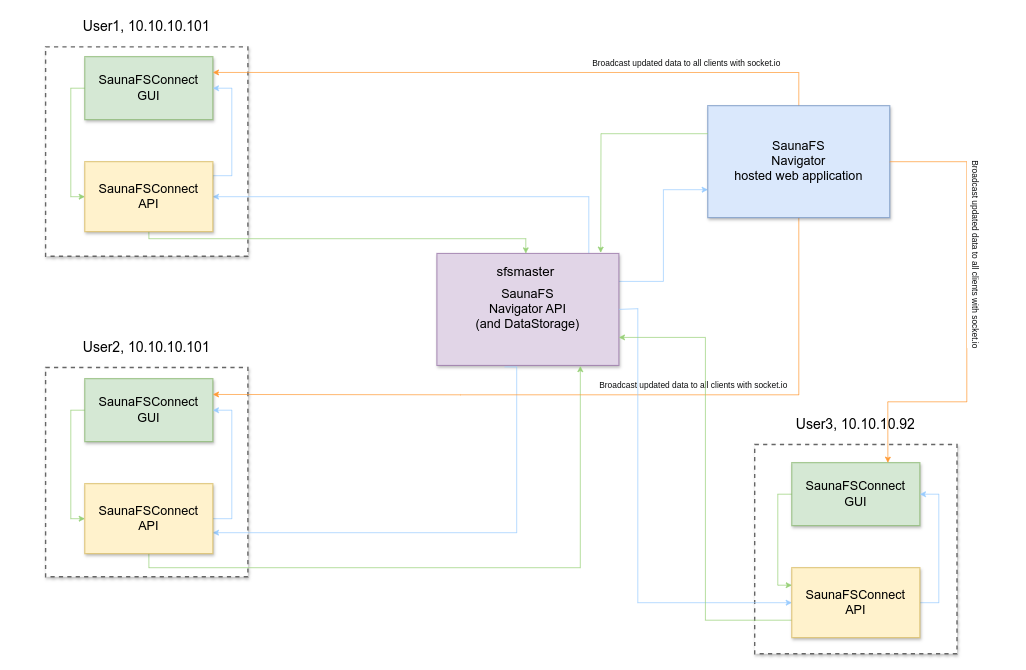 User1, 10.10.10.101
SaunaFSConnect
GUI
SaunaFSConnect
API
Broadcast updated data to all clients with socket.io
SaunaFS
Navigator
hosted web application
Broadcast updated data to all clients with socket.io
sfsmaster
SaunaFS
Navigator API
(and DataStorage)
User2, 10.10.10.101
SaunaFSConnect
GUI
SaunaFSConnect
API
Broadcast updated data to all clients with socket.io
User3, 10.10.10.92
SaunaFSConnect
GUI
SaunaFSConnect
API